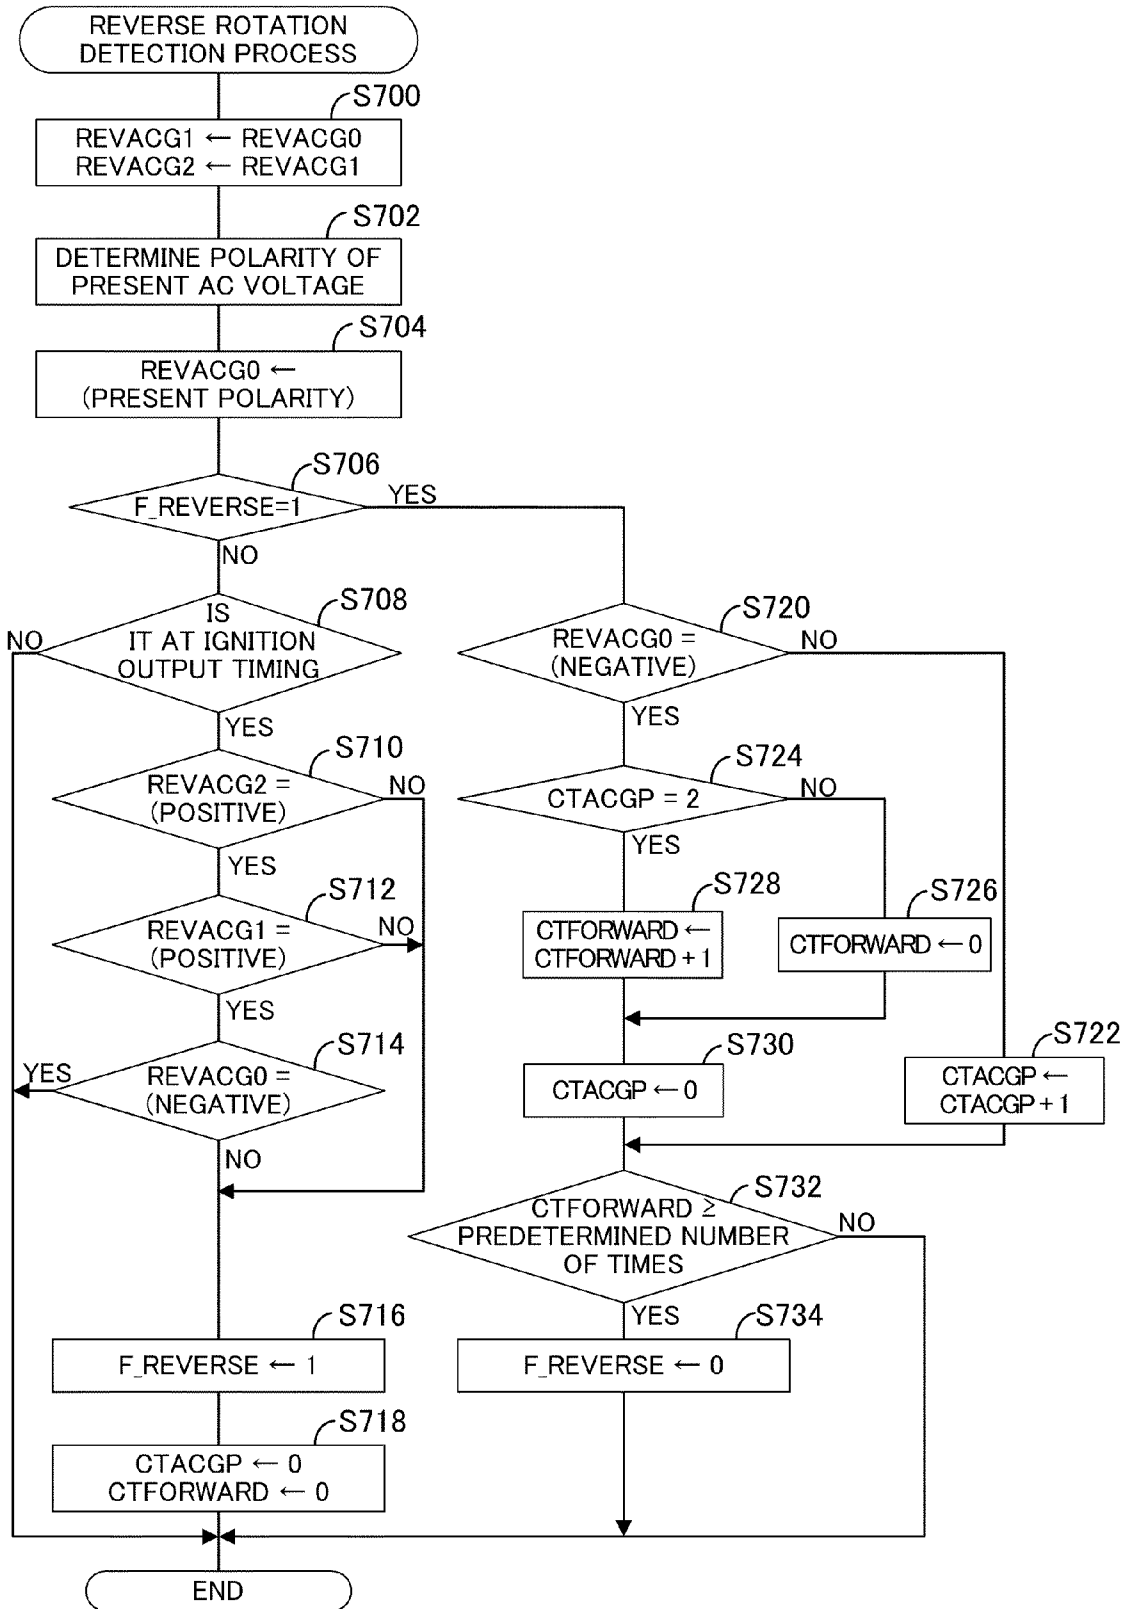 REVERSE ROTATION
DETECTION PROCESS
S700
REVACG1 ← REVACG0
REVACG2 ← REVACG1
S702
DETERMINE POLARITY OF
PRESENT AC VOLTAGE
S704
REVACG0 ←
(PRESENT POLARITY)
S706
F_REVERSE=1
YES
NO
S708
IS
IT AT IGNITION
OUTPUT TIMING
NO
YES
S710
REVACG2 =
(POSITIVE)
NO
YES
S712
REVACG1 =
(POSITIVE)
NO
YES
S714
REVACG0 =
(NEGATIVE)
YES
NO
S716
F_REVERSE ← 1
S718
CTACGP ← 0
CTFORWARD ← 0
S720
REVACG0 =
(NEGATIVE)
NO
YES
S724
CTACGP = 2
NO
YES
S728
CTFORWARD ←
CTFORWARD + 1
S726
CTFORWARD ← 0
S730
CTACGP ← 0
S722
CTACGP ←
CTACGP + 1
S732
CTFORWARD ≥
PREDETERMINED NUMBER
OF TIMES
NO
YES
S734
F_REVERSE ← 0
END